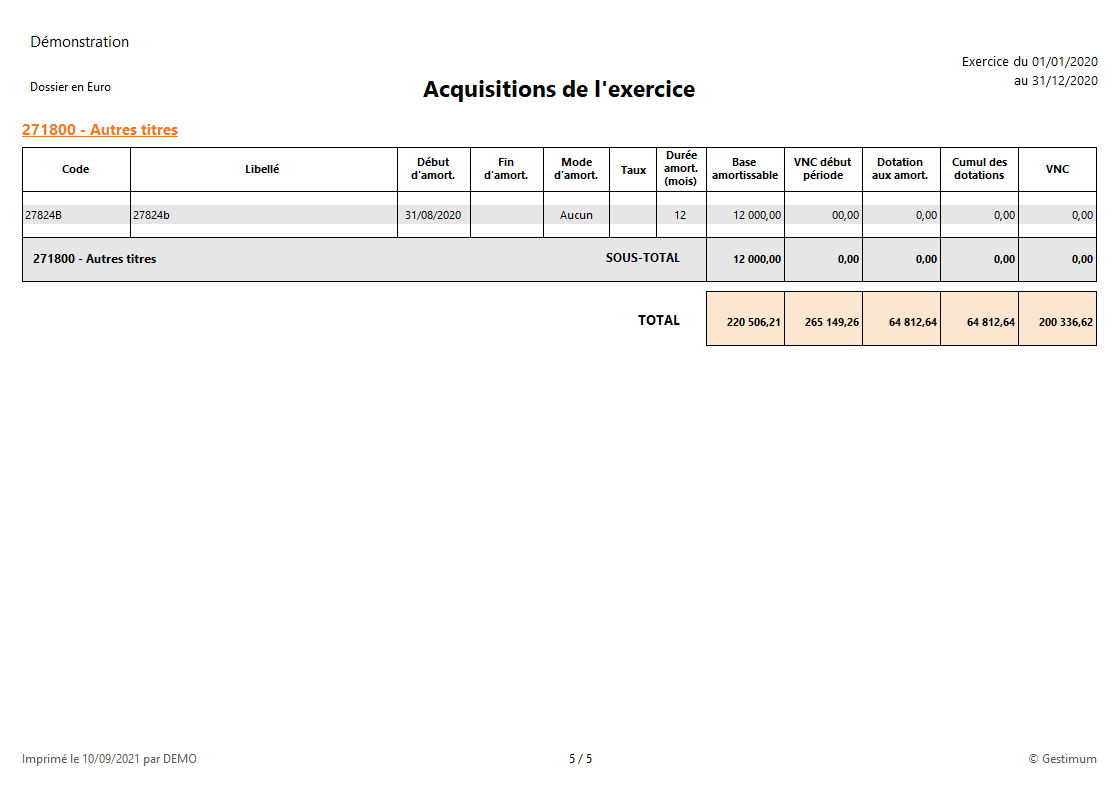 Démonstration
Exercice du 01/01/2020
au 31/12/2020
Dossier en Euro
Acquisitions de l'exercice
271800 - Autres titres
Code Libellé Début d'amort. Fin d'amort. Mode d'amort. Taux Durée amort. (mois) Base amortissable VNC début période Dotation aux amort. Cumul des dotations VNC
27824B 27824b 31/08/2020 Aucun 12 12 000,00 00,00 0,00 0,00 0,00
271800 - Autres titres SOUS-TOTAL 12 000,00 0,00 0,00 0,00 0,00
TOTAL 220 506,21 265 149,26 64 812,64 64 812,64 200 336,62
Imprimé le 10/09/2021 par DEMO 5 / 5 © Gestimum